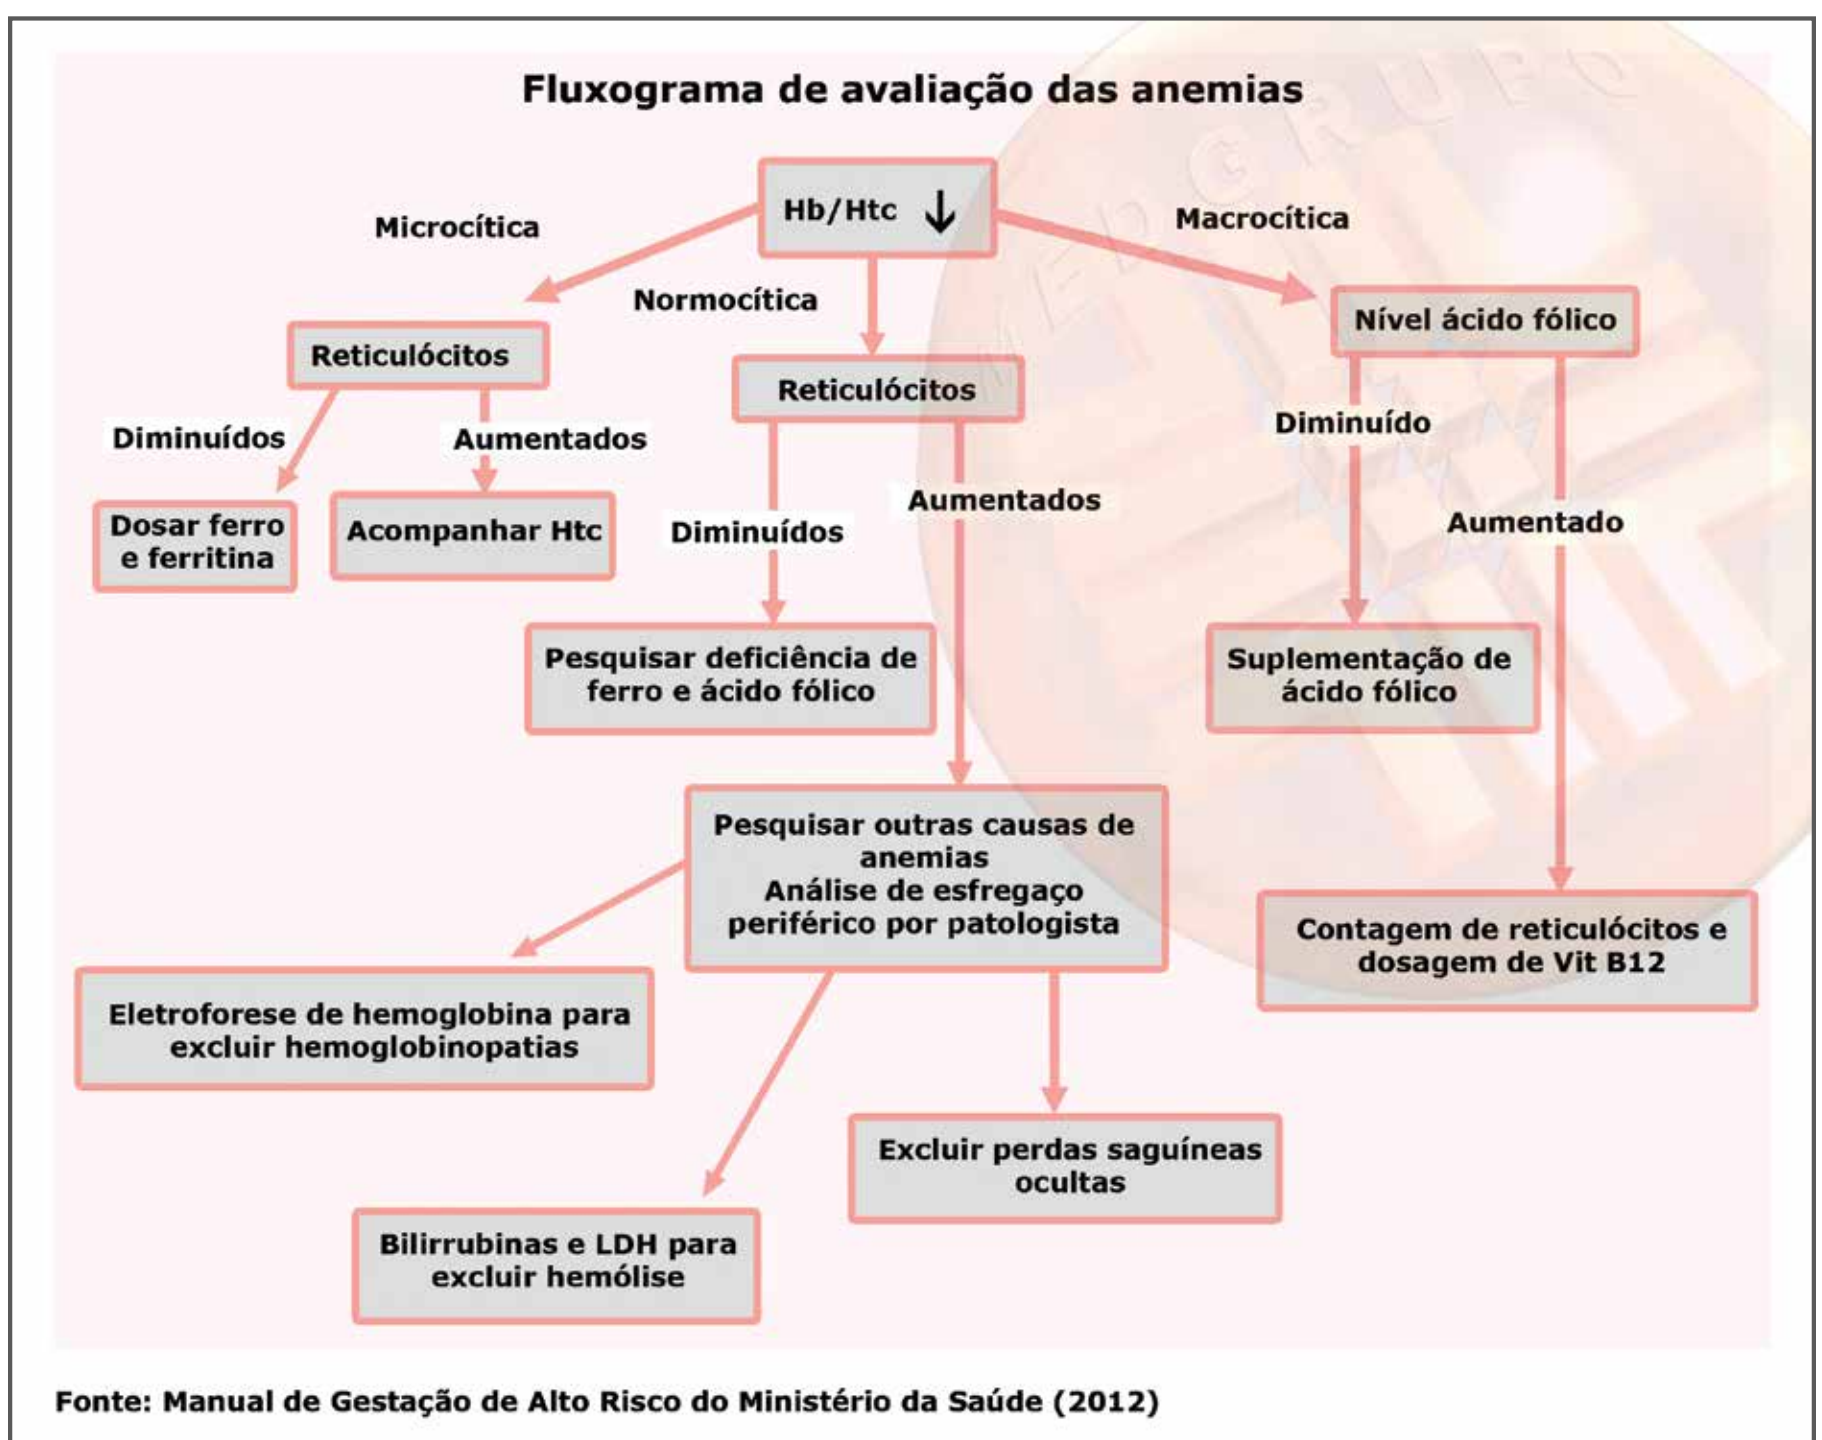 Fluxograma de avaliação das anemias
Hb/Htc ↓
Microcítica
Normocítica
Macrocítica
Reticulócitos
Diminuídos
Aumentados
Dosar ferro
e ferritina
Acompanhar Htc
Reticulócitos
Diminuídos
Aumentados
Pesquisar deficiência de
ferro e ácido fólico
Nível ácido fólico
Diminuído
Aumentado
Suplementação de
ácido fólico
Contagem de reticulócitos e
dosagem de Vit B12
Pesquisar outras causas de
anemias
Análise de esfregaço
periférico por patologista
Eletroforese de hemoglobina para
excluir hemoglobinopatias
Bilirrubinas e LDH para
excluir hemólise
Excluir perdas saguíneas
ocultas
MEDGRUPO
Fonte: Manual de Gestação de Alto Risco do Ministério da Saúde (2012)